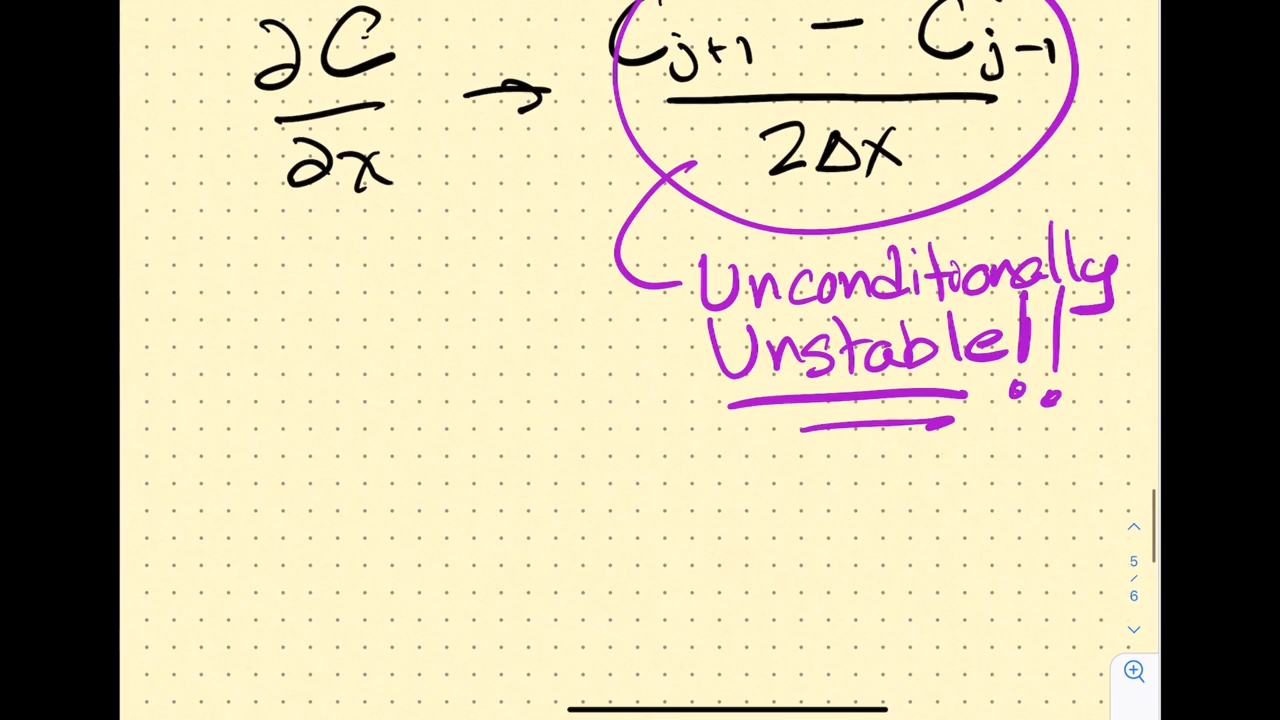 ∂C/∂x → (C_{j+1} − C_{j−1})/2Δx
Unconditionally
Unstable!!
5
/
6